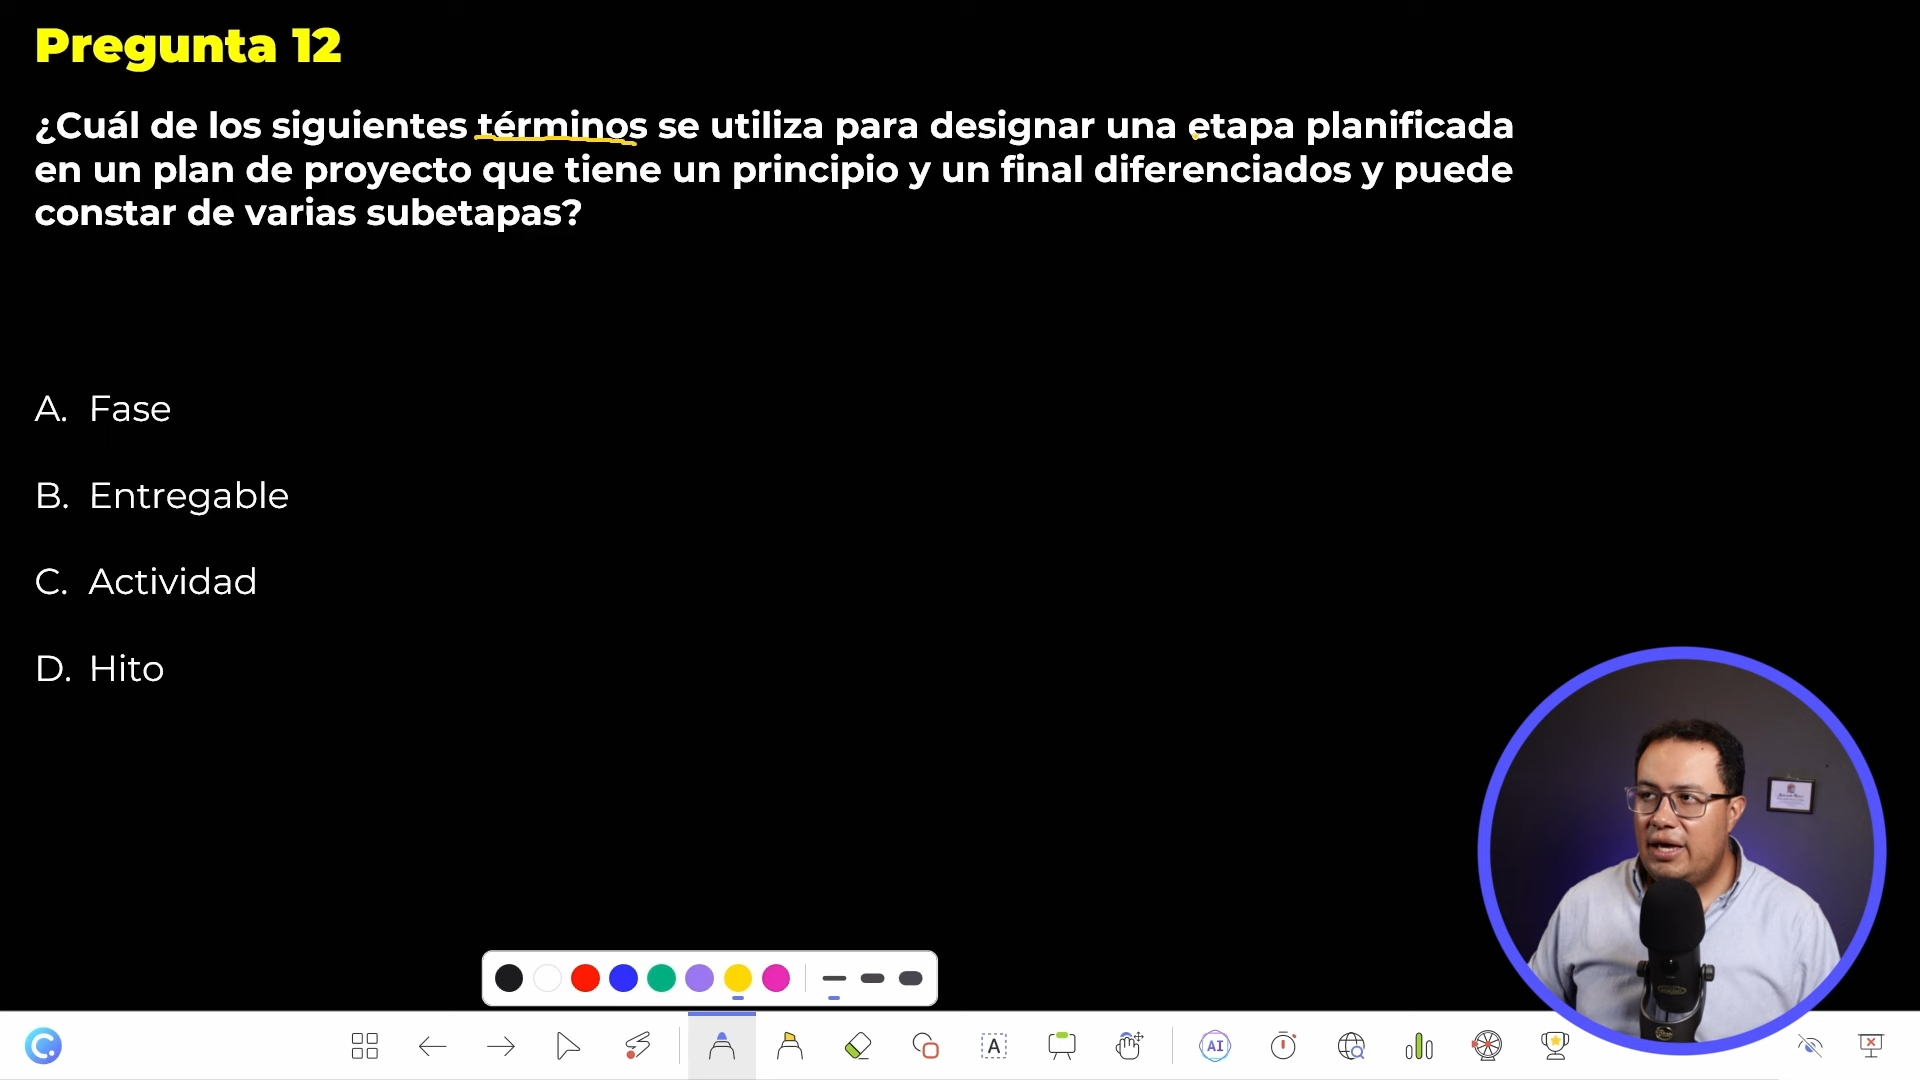 Pregunta 12
¿Cuál de los siguientes términos se utiliza para designar una etapa planificada
en un plan de proyecto que tiene un principio y un final diferenciados y puede
constar de varias subetapas?
A. Fase
B. Entregable
C. Actividad
D. Hito
A
AI